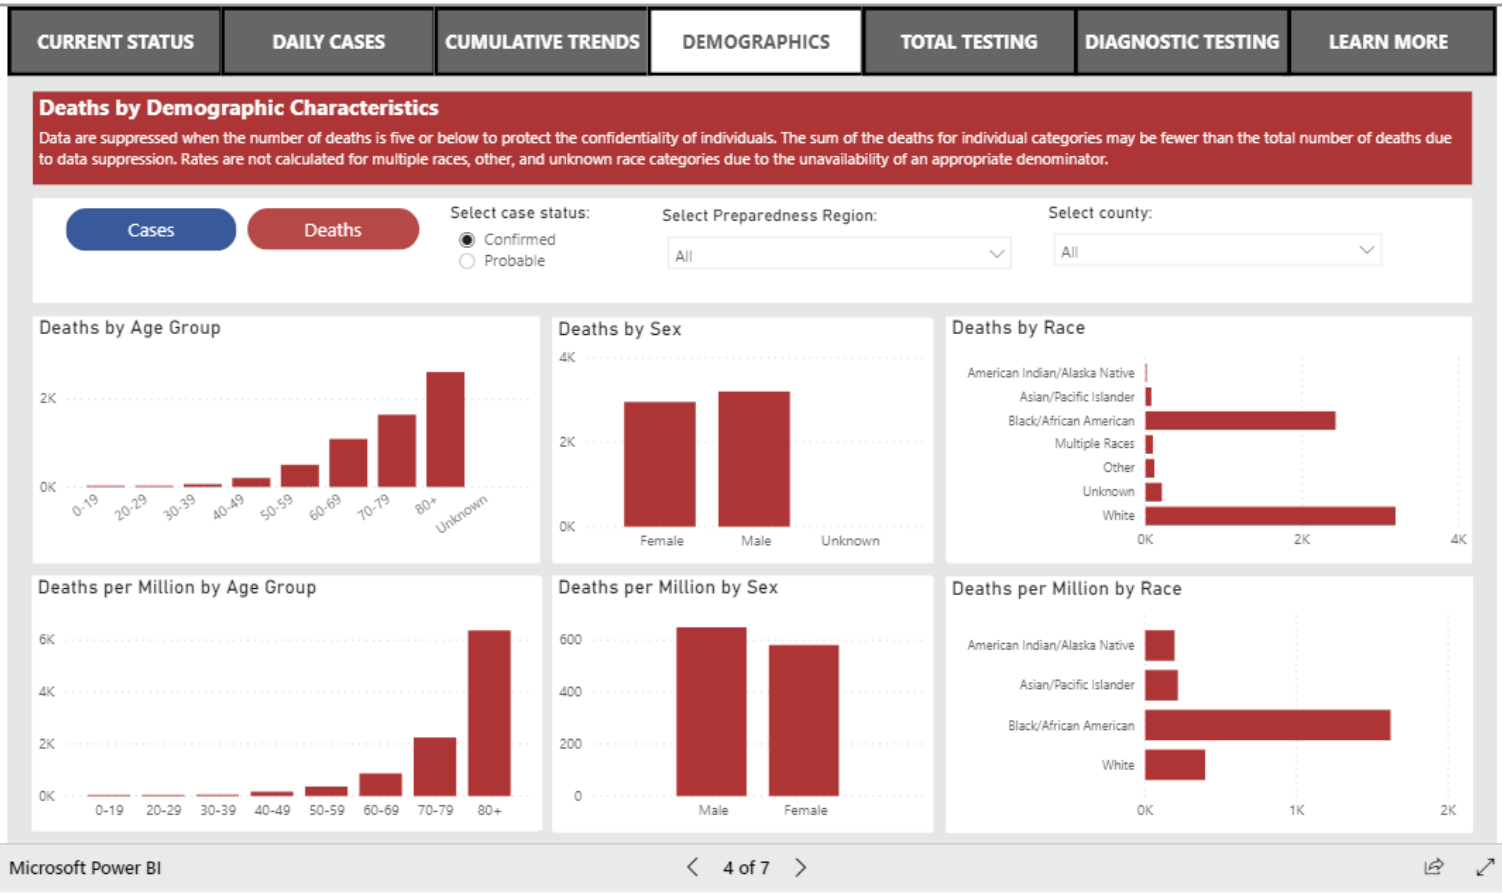 CURRENT STATUS
DAILY CASES
CUMULATIVE TRENDS
DEMOGRAPHICS
TOTAL TESTING
DIAGNOSTIC TESTING
LEARN MORE
Deaths by Demographic Characteristics
Data are suppressed when the number of deaths is five or below to protect the confidentiality of individuals. The sum of the deaths for individual categories may be fewer than the total number of deaths due
to data suppression. Rates are not calculated for multiple races, other, and unknown race categories due to the unavailability of an appropriate denominator.
Cases
Deaths
Select case status:
Confirmed
Probable
Select Preparedness Region:
All
Select county:
All
Deaths by Age Group
2K
0K
0-19
20-29
30-39
40-49
50-59
60-69
70-79
80+
Unknown
Deaths by Sex
4K
2K
0K
Female
Male
Unknown
Deaths by Race
American Indian/Alaska Native
Asian/Pacific Islander
Black/African American
Multiple Races
Other
Unknown
White
0K
2K
4K
Deaths per Million by Age Group
6K
4K
2K
0K
0-19
20-29
30-39
40-49
50-59
60-69
70-79
80+
Deaths per Million by Sex
600
400
200
0
Male
Female
Deaths per Million by Race
American Indian/Alaska Native
Asian/Pacific Islander
Black/African American
White
0K
1K
2K
Microsoft Power BI
4 of 7